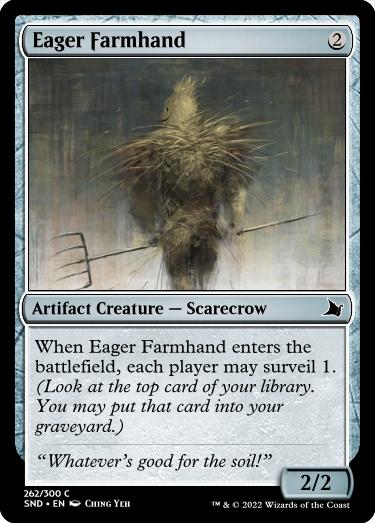 Eager Farmhand 2
Artifact Creature — Scarecrow
When Eager Farmhand enters the
battlefield, each player may surveil 1.
(Look at the top card of your library.
You may put that card into your
graveyard.)
“Whatever’s good for the soil!”
2/2
262/300 C
SND • EN Ching Yeh
™ & © 2022 Wizards of the Coast